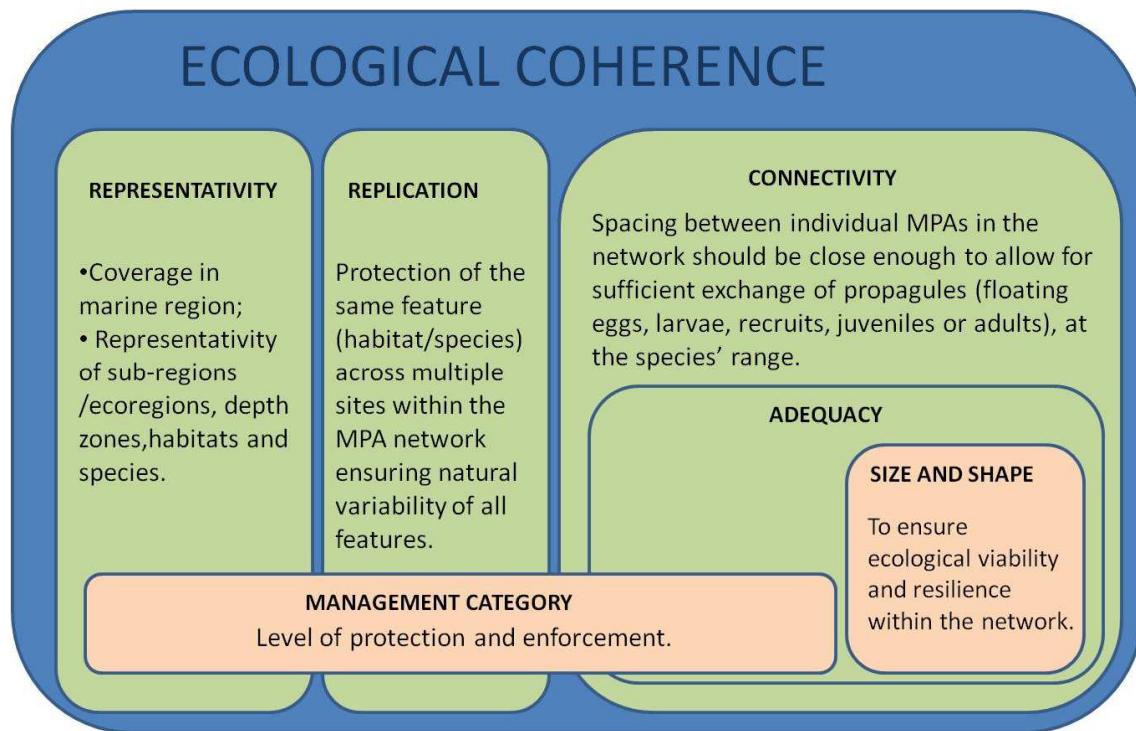 ECOLOGICAL COHERENCE
REPRESENTATIVITY
•Coverage in
marine region;
• Representativity
of sub-regions
/ecoregions, depth
zones,habitats and
species.
REPLICATION
Protection of the
same feature
(habitat/species)
across multiple
sites within the
MPA network
ensuring natural
variability of all
features.
CONNECTIVITY
Spacing between individual MPAs in the
network should be close enough to allow for
sufficient exchange of propagules (floating
eggs, larvae, recruits, juveniles or adults), at
the species’ range.
ADEQUACY
SIZE AND SHAPE
To ensure
ecological viability
and resilience
within the network.
MANAGEMENT CATEGORY
Level of protection and enforcement.